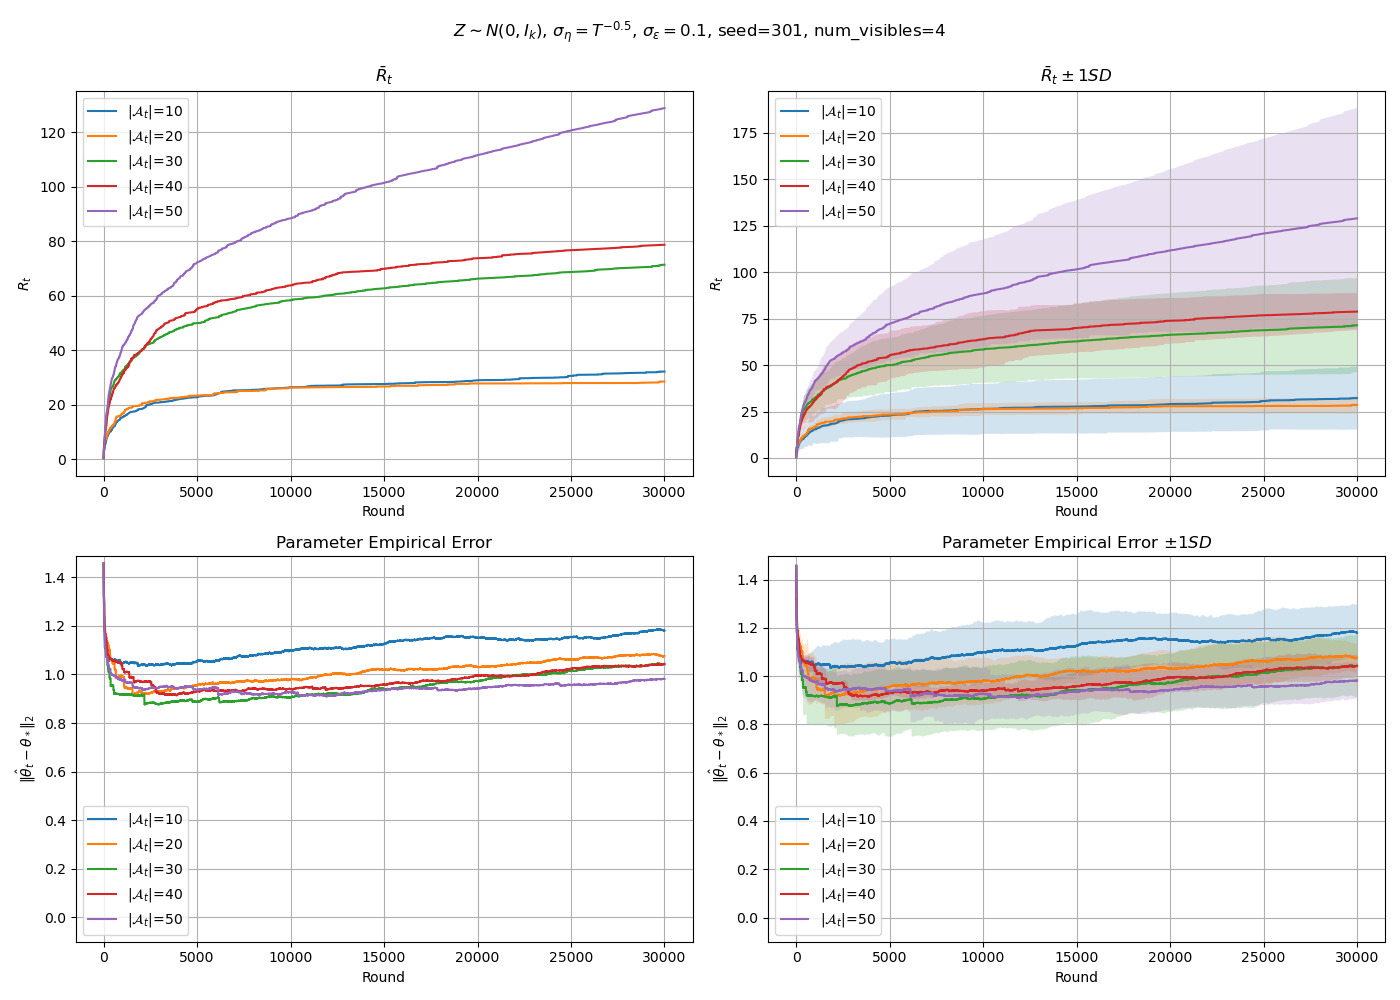 Z ∼ N(0, I_k), σ_η = T^{−0.5}, σ_ε = 0.1, seed=301, num_visibles=4
R̄_t
R_t
120
100
80
60
40
20
0
|𝒜_t|=10
|𝒜_t|=20
|𝒜_t|=30
|𝒜_t|=40
|𝒜_t|=50
0 5000 10000 15000 20000 25000 30000
Round
R̄_t ± 1SD
R_t
175
150
125
100
75
50
25
0
|𝒜_t|=10
|𝒜_t|=20
|𝒜_t|=30
|𝒜_t|=40
|𝒜_t|=50
0 5000 10000 15000 20000 25000 30000
Round
Parameter Empirical Error
‖θ̂_t − θ_*‖_2
1.4
1.2
1.0
0.8
0.6
0.4
0.2
0.0
|𝒜_t|=10
|𝒜_t|=20
|𝒜_t|=30
|𝒜_t|=40
|𝒜_t|=50
0 5000 10000 15000 20000 25000 30000
Round
Parameter Empirical Error ±1SD
‖θ̂_t − θ_*‖_2
1.4
1.2
1.0
0.8
0.6
0.4
0.2
0.0
|𝒜_t|=10
|𝒜_t|=20
|𝒜_t|=30
|𝒜_t|=40
|𝒜_t|=50
0 5000 10000 15000 20000 25000 30000
Round